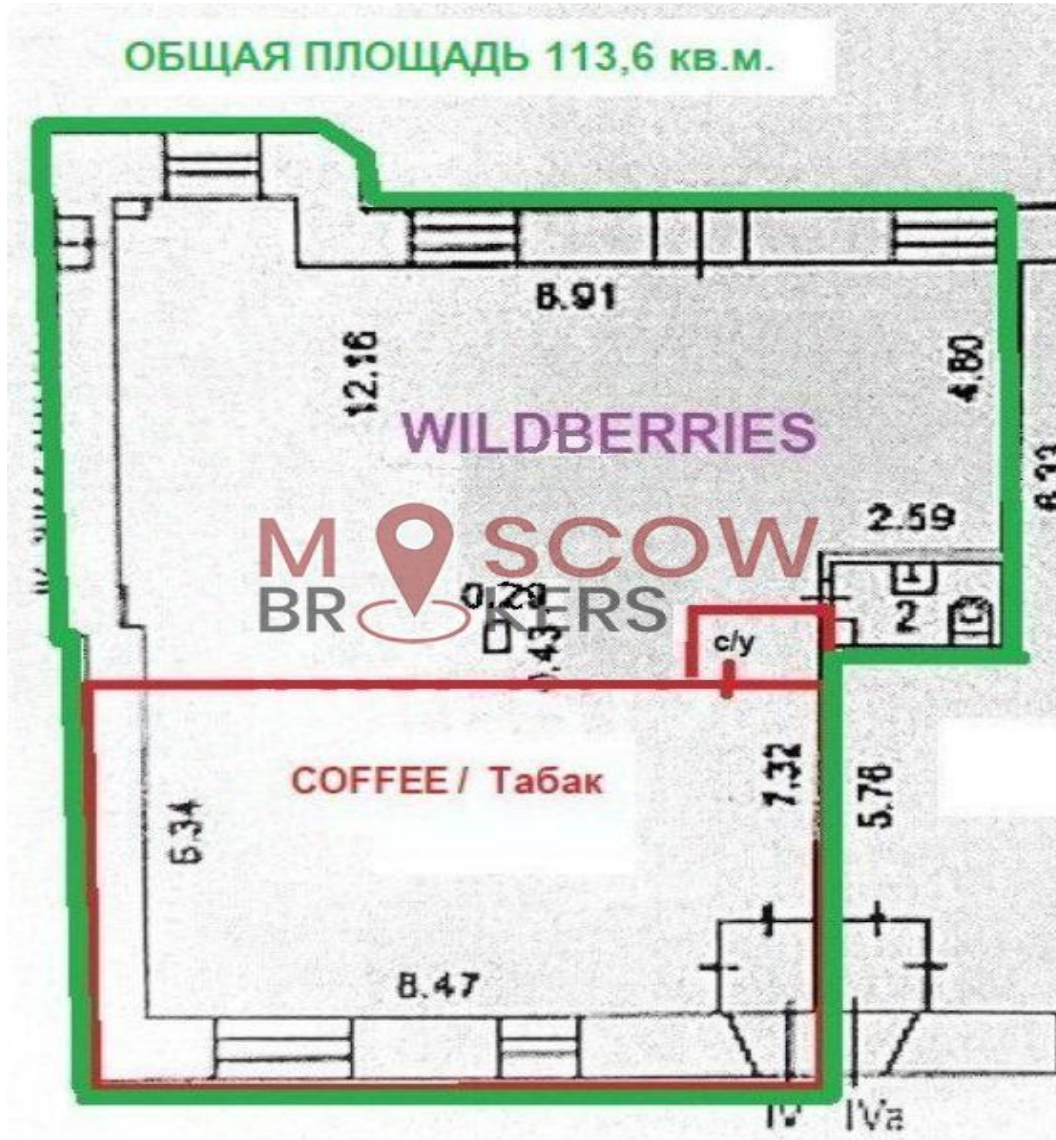 ОБЩАЯ ПЛОЩАДЬ 113,6 кв.м.
8.91
12.16
4.80
WILDBERRIES
2.59
MOSCOW
BROKERS
0.29
2
с/у
COFFEE / Табак
7.32
5.76
6.34
8.47
IV
IVa